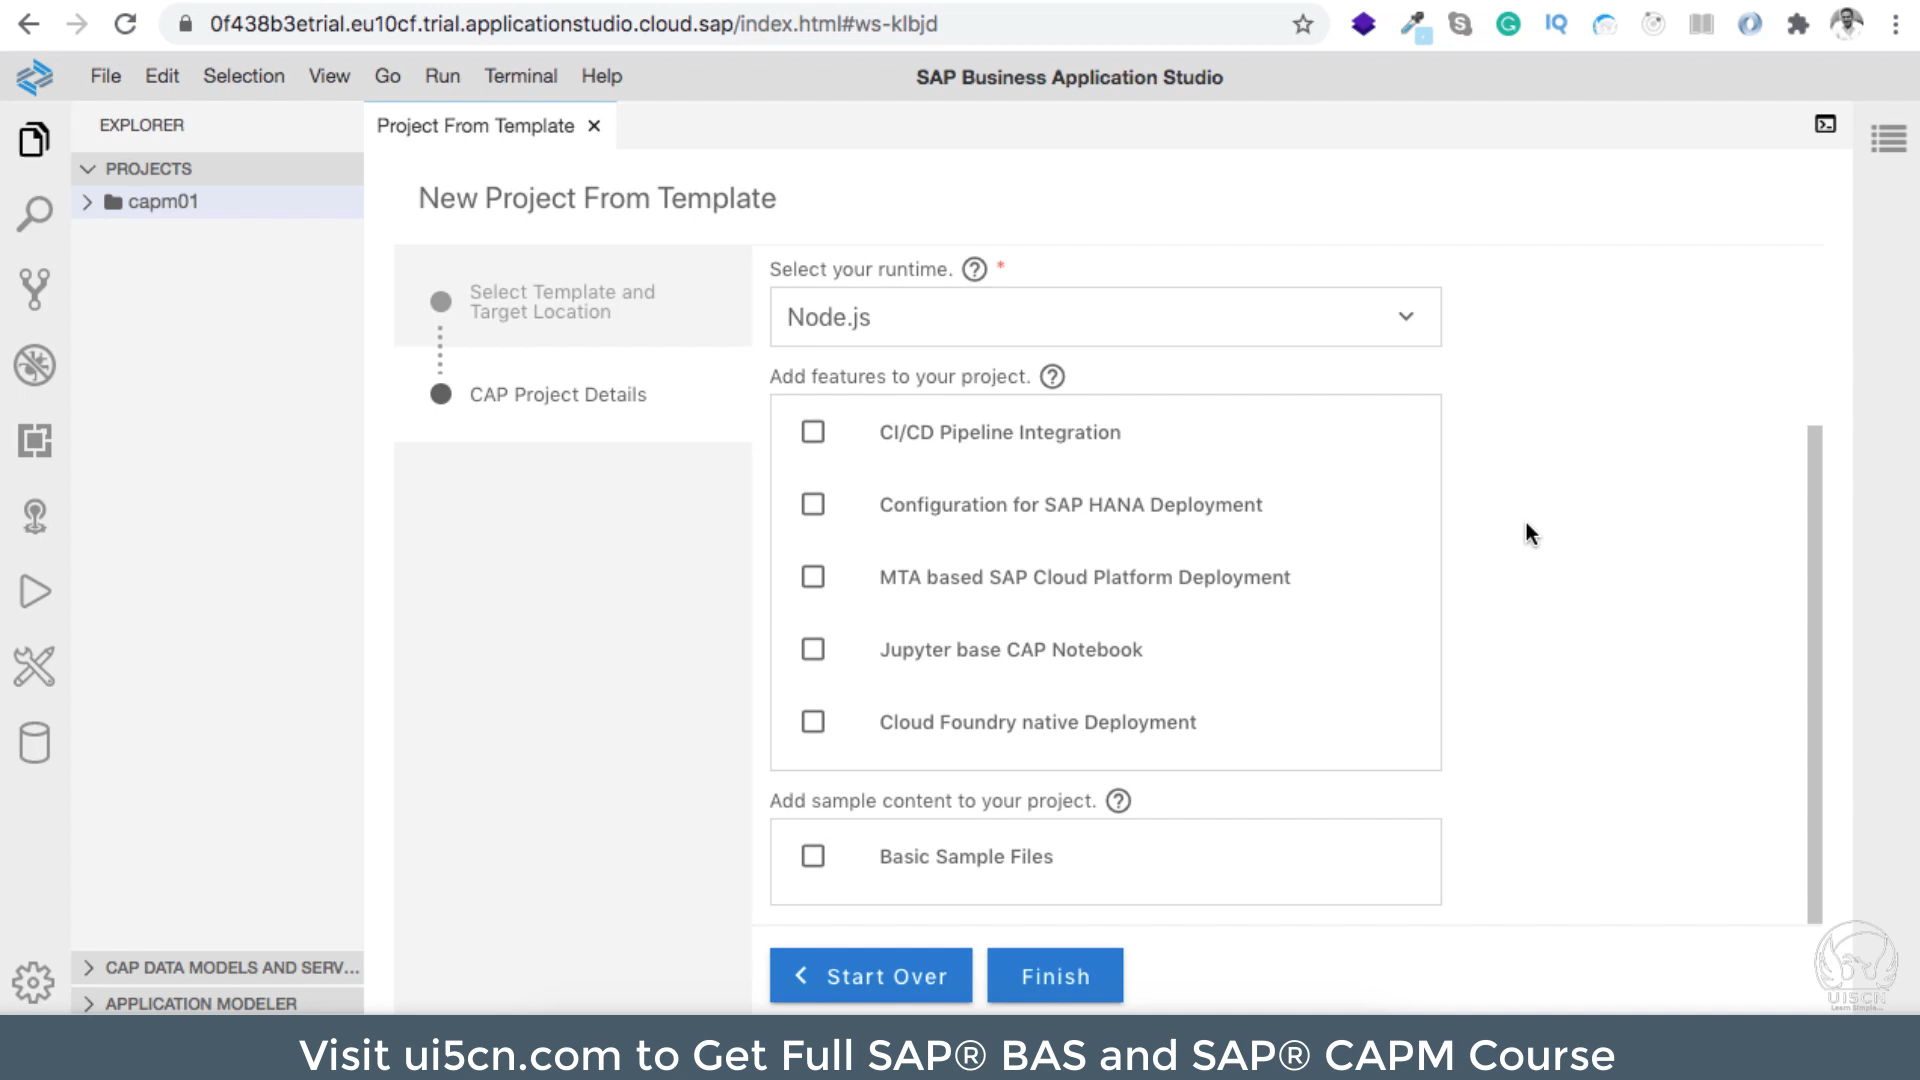 0f438b3etrial.eu10cf.trial.applicationstudio.cloud.sap/index.html#ws-klbjd
IQ
File Edit Selection View Go Run Terminal Help
SAP Business Application Studio
EXPLORER
Project From Template
PROJECTS
capm01
New Project From Template
Select Template and
Target Location
CAP Project Details
Select your runtime. *
Node.js
Add features to your project.
CI/CD Pipeline Integration
Configuration for SAP HANA Deployment
MTA based SAP Cloud Platform Deployment
Jupyter base CAP Notebook
Cloud Foundry native Deployment
Add sample content to your project.
Basic Sample Files
Start Over
Finish
CAP DATA MODELS AND SERV...
APPLICATION MODELER
UI5CN
Learn Simple...
Visit ui5cn.com to Get Full SAP® BAS and SAP® CAPM Course